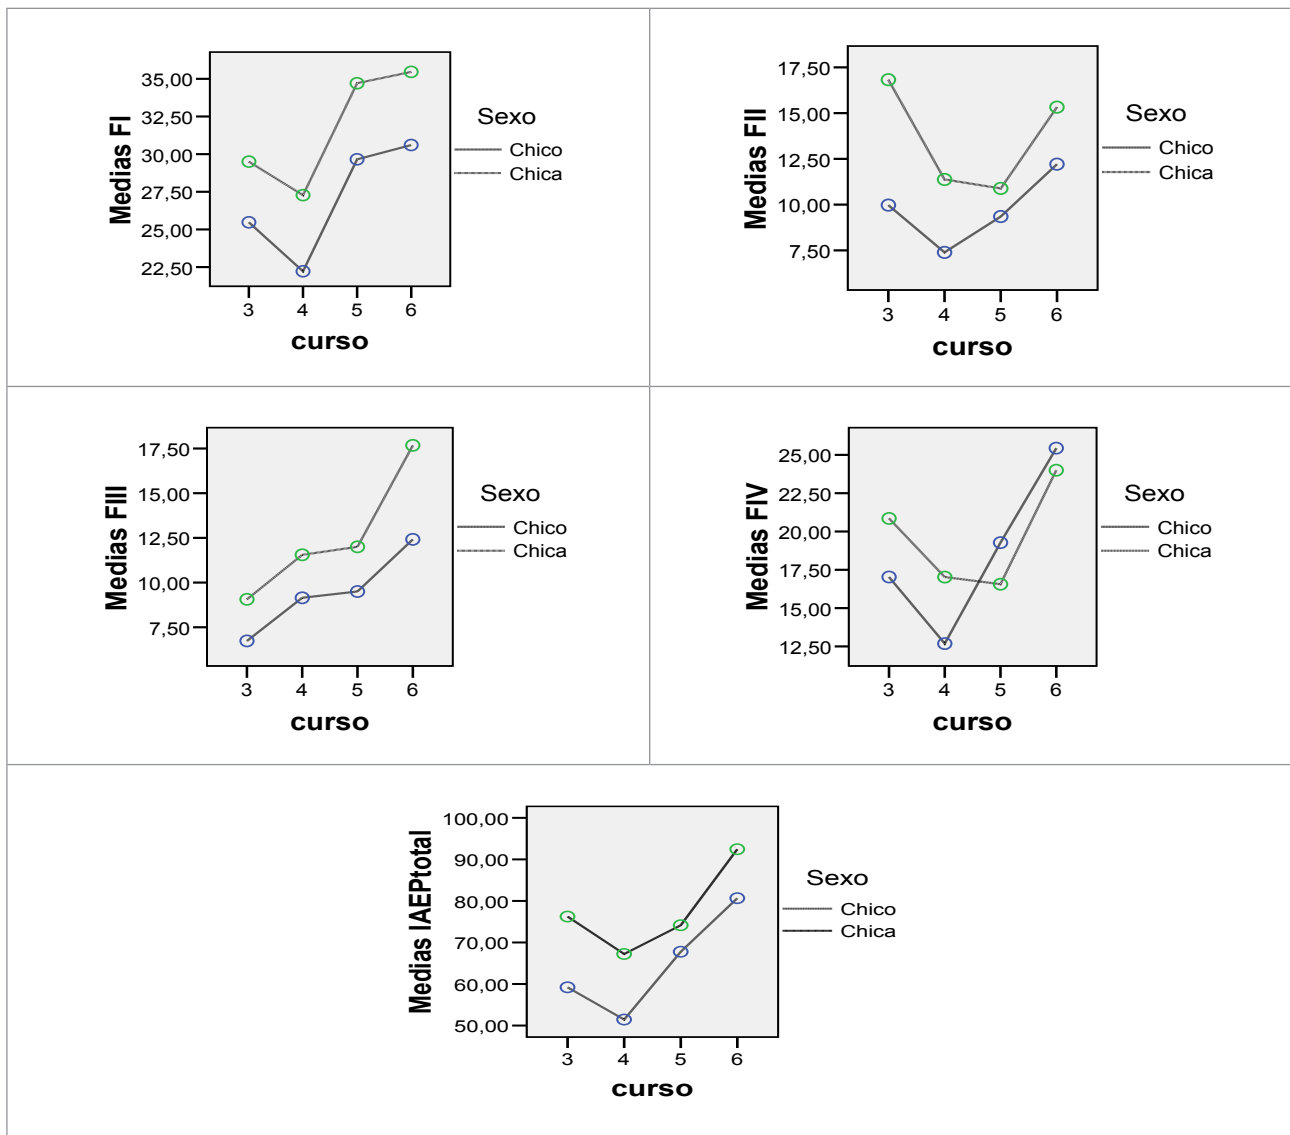 Medias FI
35,00
32,50
30,00
27,50
25,00
22,50
3 4 5 6
curso
Sexo
Chico
Chica
Medias FII
17,50
15,00
12,50
10,00
7,50
3 4 5 6
curso
Sexo
Chico
Chica
Medias FIII
17,50
15,00
12,50
10,00
7,50
3 4 5 6
curso
Sexo
Chico
Chica
Medias FIV
25,00
22,50
20,00
17,50
15,00
12,50
3 4 5 6
curso
Sexo
Chico
Chica
Medias IAEPtotal
100,00
90,00
80,00
70,00
60,00
50,00
3 4 5 6
curso
Sexo
Chico
Chica